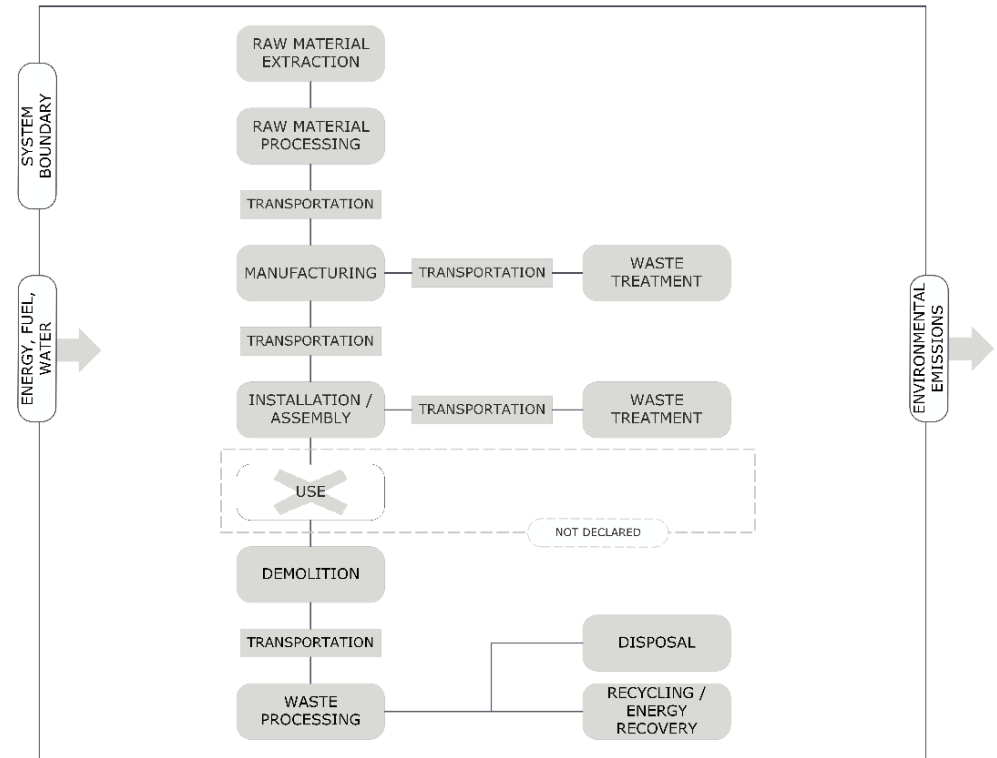 RAW MATERIAL
EXTRACTION
SYSTEM
BOUNDARY
RAW MATERIAL
PROCESSING
TRANSPORTATION
MANUFACTURING
TRANSPORTATION
WASTE
TREATMENT
ENERGY, FUEL,
WATER
ENVIRONMENTAL
EMISSIONS
TRANSPORTATION
INSTALLATION /
ASSEMBLY
TRANSPORTATION
WASTE
TREATMENT
USE
NOT DECLARED
DEMOLITION
TRANSPORTATION
DISPOSAL
WASTE
PROCESSING
RECYCLING /
ENERGY
RECOVERY